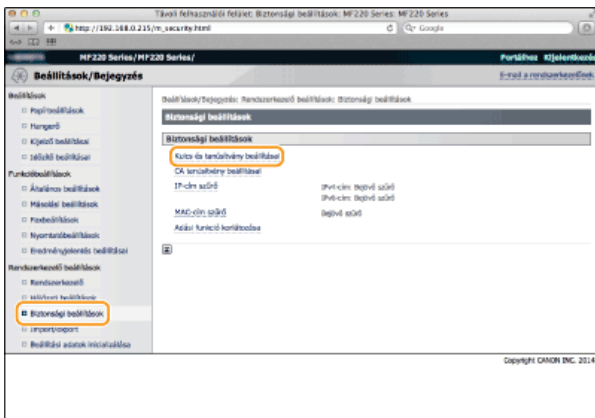 Távoli felhasználói felület: Biztonsági beállítások: MF220 Series: MF220 Series
http://192.168.0.215/m_security.html
Google
MF220 Series/MF220 Series/
Portálhoz Kijelentkezés
Beállítások/Bejegyzés
E-mail a rendszerkezelőnek
Beállítások
Papírbeállítások
Hangerő
Kijelző beállításai
Időzítő beállításai
Funkcióbeállítások
Általános beállítások
Másolási beállítások
Faxbeállítások
Nyomtatóbeállítások
Eredményjelentés beállításai
Rendszerkezelő beállítások
Rendszerkezelő
Hálózati beállítások
Biztonsági beállítások
Import/export
Beállítási adatok inicializálása
Beállítások/Bejegyzés: Rendszerkezelő beállítások: Biztonsági beállítások
Biztonsági beállítások
Biztonsági beállítások
Kulcs és tanúsítvány beállításai
CA tanúsítvány beállításai
IP-cím szűrő
IPv4-cím: Bejövő szűrő
IPv6-cím: Bejövő szűrő
MAC-cím szűrő
Bejövő szűrő
Adási funkció korlátozása
Copyright CANON INC. 2014